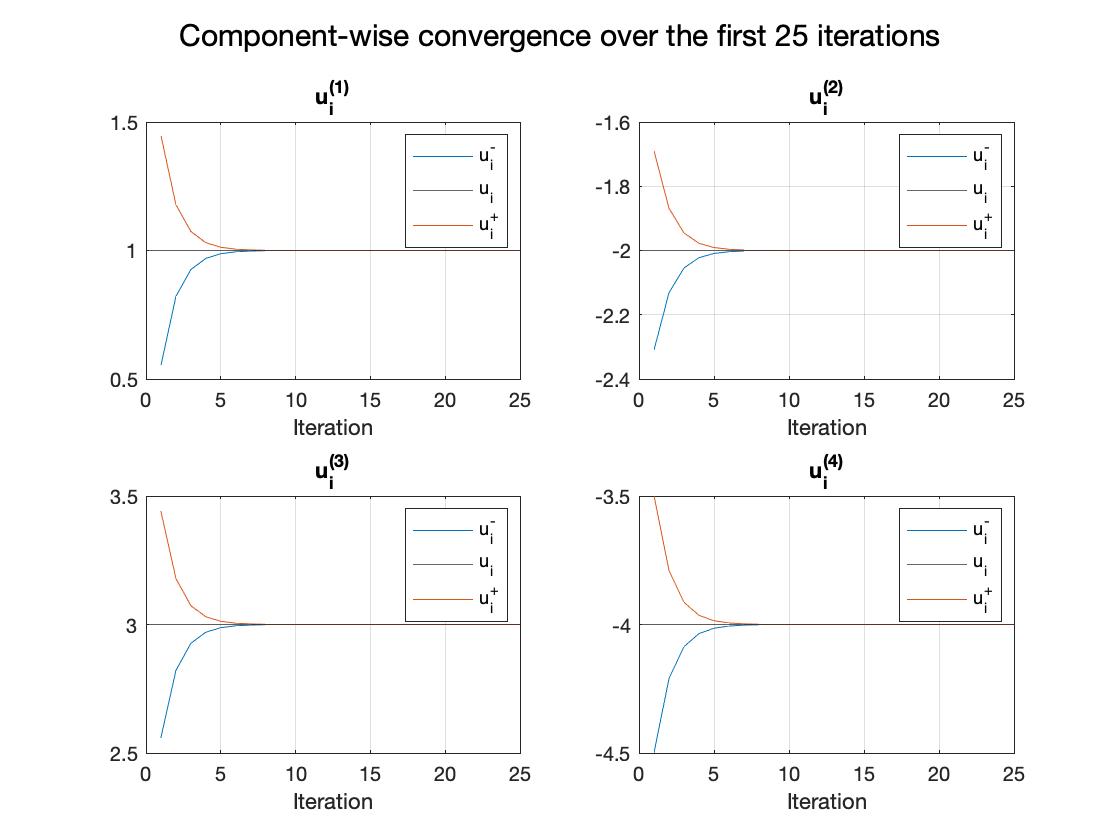 Component-wise convergence over the first 25 iterations
u_i^(1)
1.5
1
0.5
0 5 10 15 20 25
Iteration
u_i^-
u_i
u_i^+
u_i^(2)
-1.6
-1.8
-2
-2.2
-2.4
0 5 10 15 20 25
Iteration
u_i^-
u_i
u_i^+
u_i^(3)
3.5
3
2.5
0 5 10 15 20 25
Iteration
u_i^-
u_i
u_i^+
u_i^(4)
-3.5
-4
-4.5
0 5 10 15 20 25
Iteration
u_i^-
u_i
u_i^+